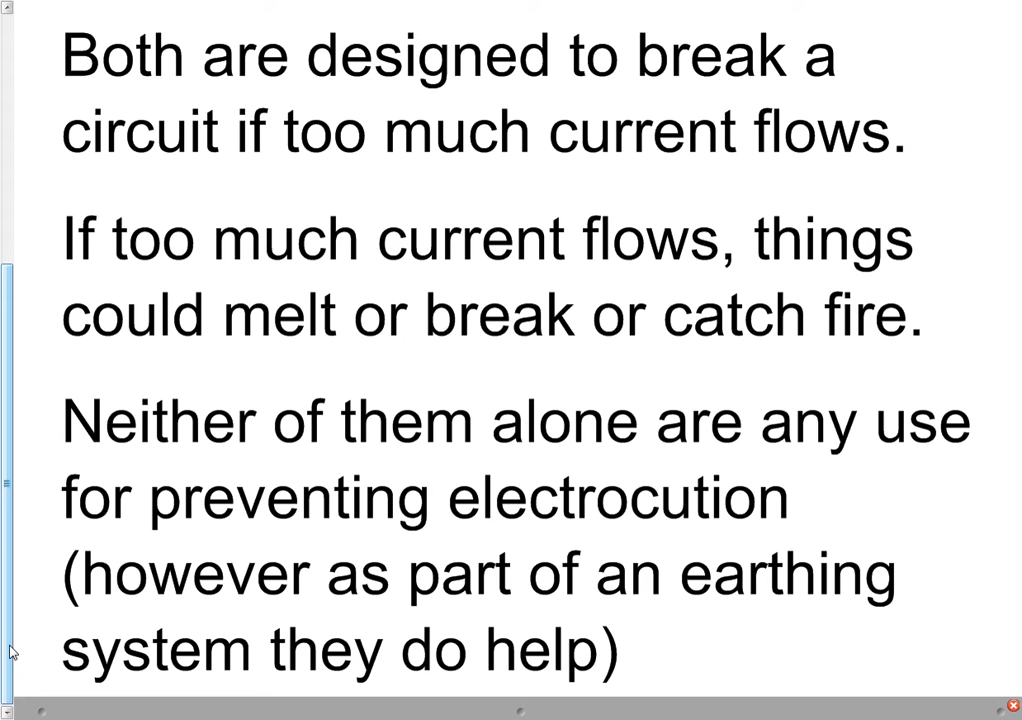 Both are designed to break a
circuit if too much current flows.
If too much current flows, things
could melt or break or catch fire.
Neither of them alone are any use
for preventing electrocution
(however as part of an earthing
system they do help)